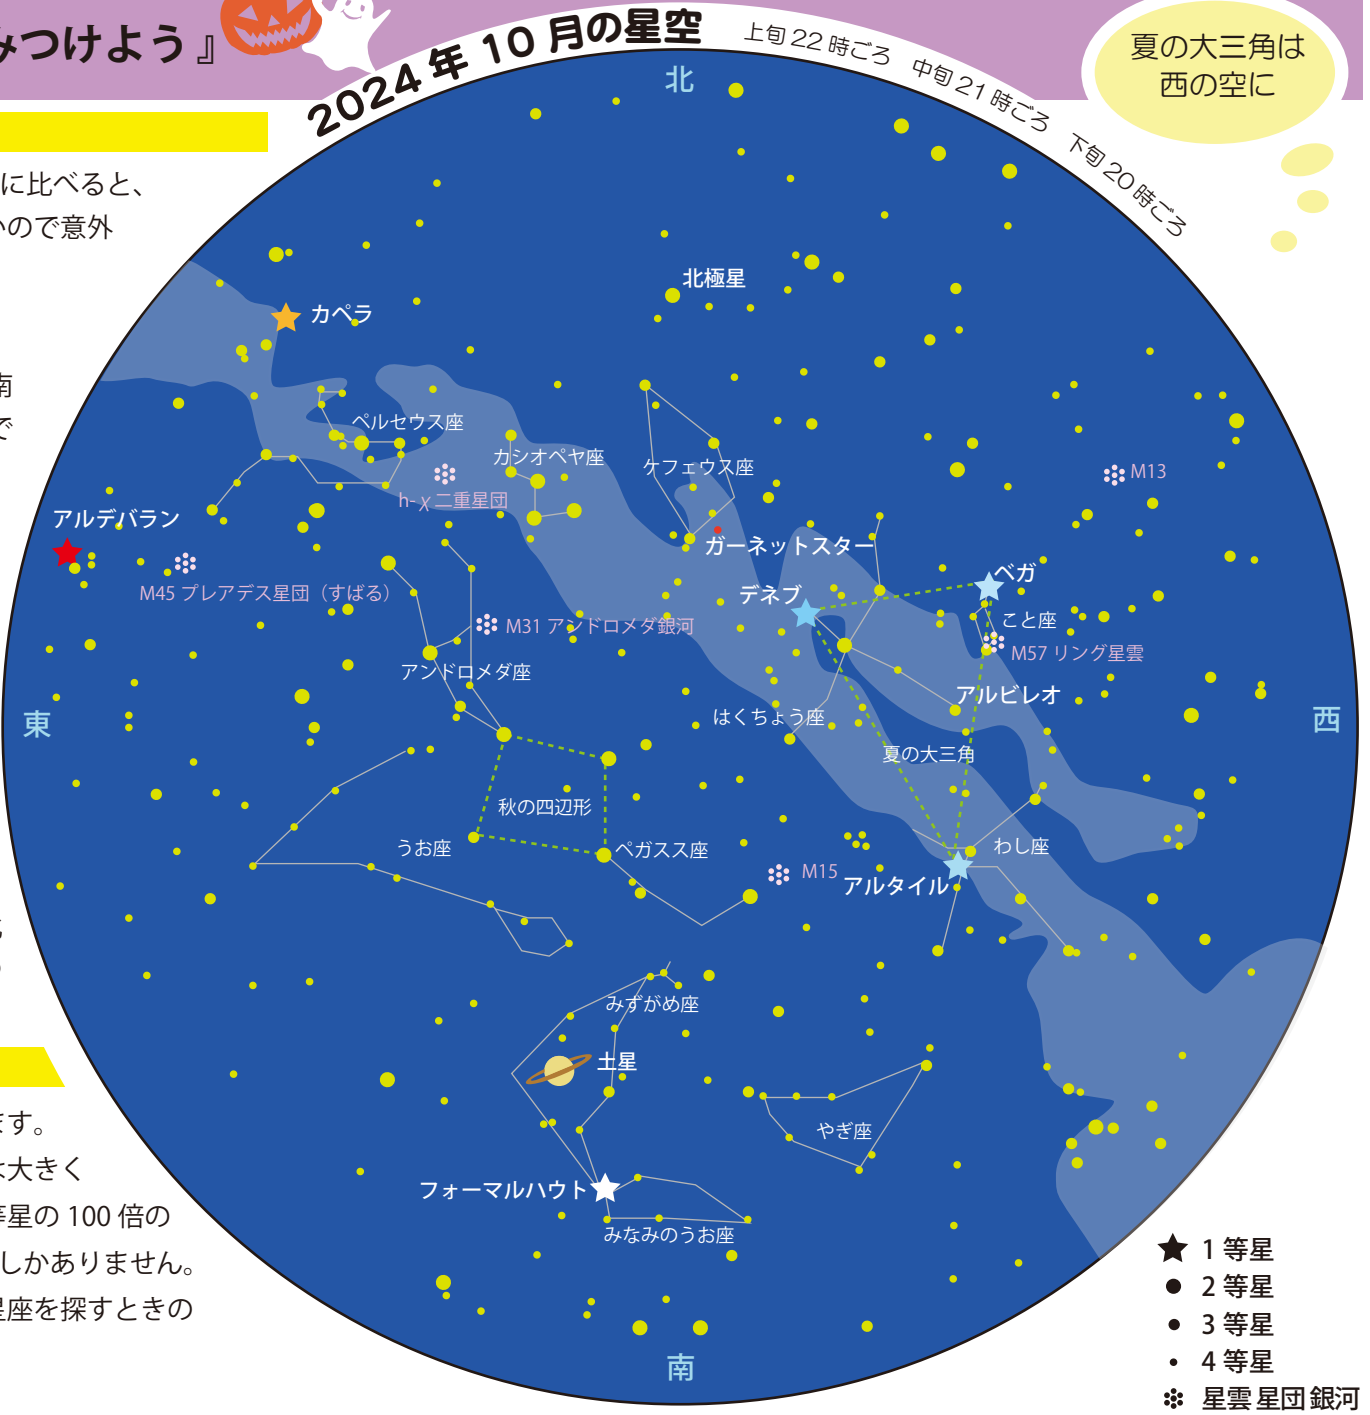 みつけよう』
2024年10月の星空
上旬22時ごろ 中旬21時ごろ 下旬20時ごろ
夏の大三角は
西の空に
に比べると、
ので意外
南
で
ます。
大きく
等星の100倍の
しかありません。
星座を探すときの
北
北極星
カペラ
ペルセウス座
カシオペヤ座
ケフェウス座
M13
h-χ二重星団
アルデバラン
ガーネットスター
ベガ
M45 プレアデス星団（すばる）
デネブ
こと座
M31 アンドロメダ銀河
M57 リング星雲
アンドロメダ座
アルビレオ
東
はくちょう座
西
夏の大三角
秋の四辺形
うお座
ペガスス座
わし座
M15
アルタイル
みずがめ座
土星
やぎ座
フォーマルハウト
みなみのうお座
南
1等星
2等星
3等星
4等星
星雲 星団 銀河